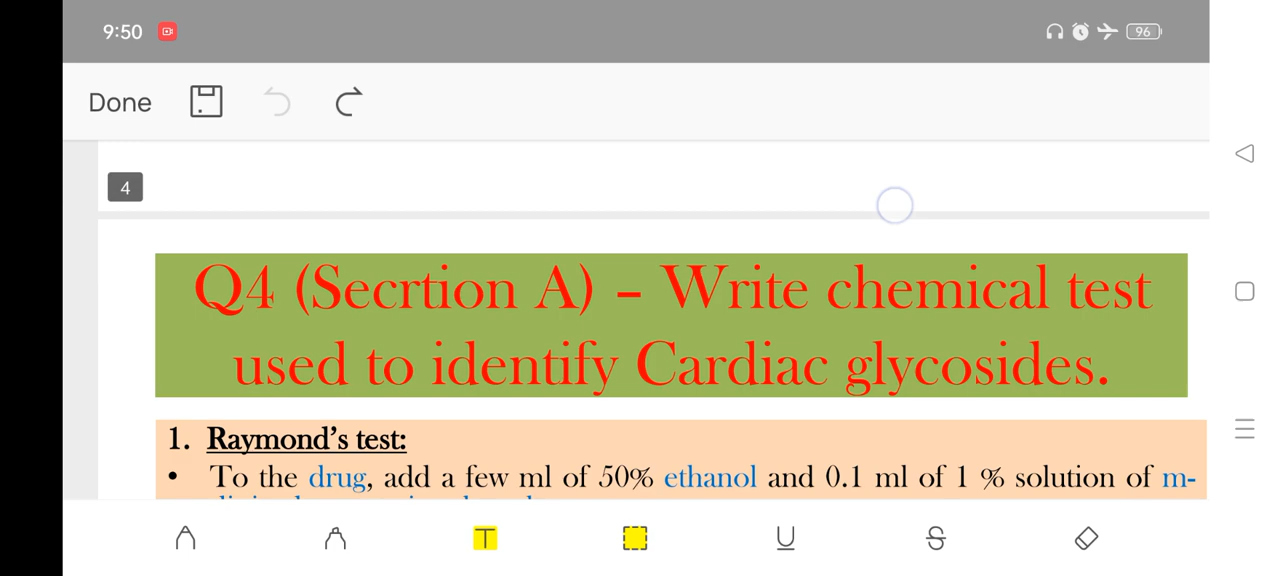 9:50
96
Done
4
Q4 (Secrtion A) – Write chemical test
used to identify Cardiac glycosides.
1. Raymond's test:
• To the drug, add a few ml of 50% ethanol and 0.1 ml of 1 % solution of m-
T
U
S